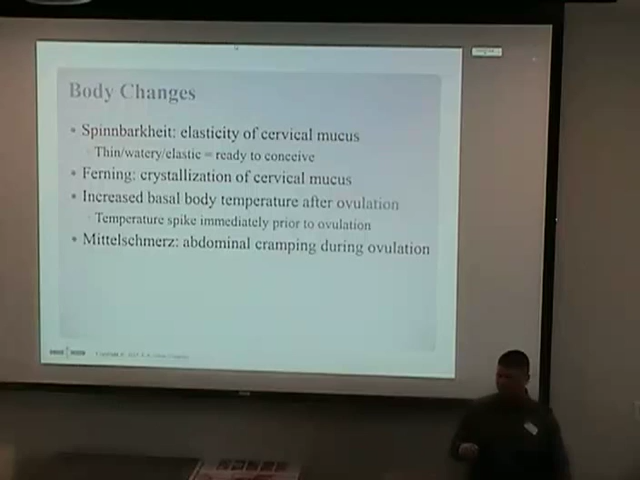 Body Changes
• Spinnbarkheit: elasticity of cervical mucus
Thin/watery/elastic = ready to conceive
• Ferning: crystallization of cervical mucus
• Increased basal body temperature after ovulation
Temperature spike immediately prior to ovulation
• Mittelschmerz: abdominal cramping during ovulation